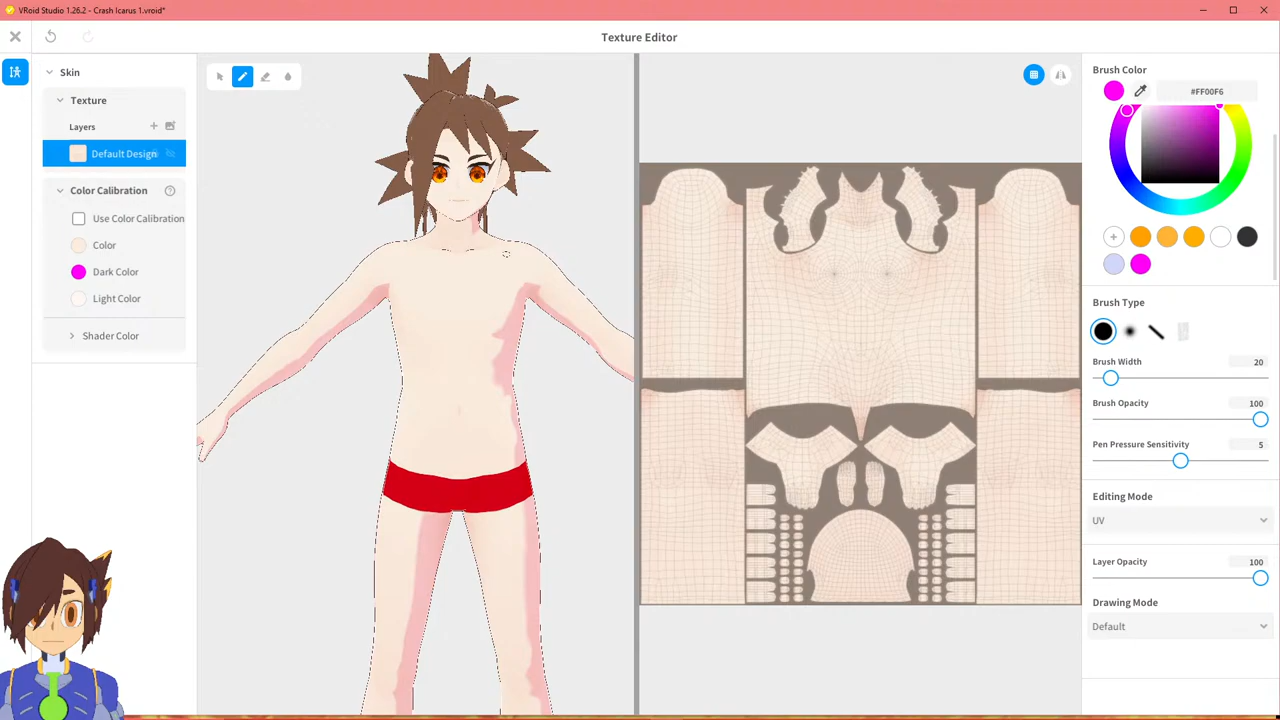 VRoid Studio 1.26.2 - Crash Icarus 1.vroid*
Texture Editor
Skin
Texture
Layers
Default Design
Color Calibration
Use Color Calibration
Color
Dark Color
Light Color
Shader Color
Brush Color
#FF00F6
Brush Type
Brush Width 20
Brush Opacity 100
Pen Pressure Sensitivity 5
Editing Mode
UV
Layer Opacity 100
Drawing Mode
Default